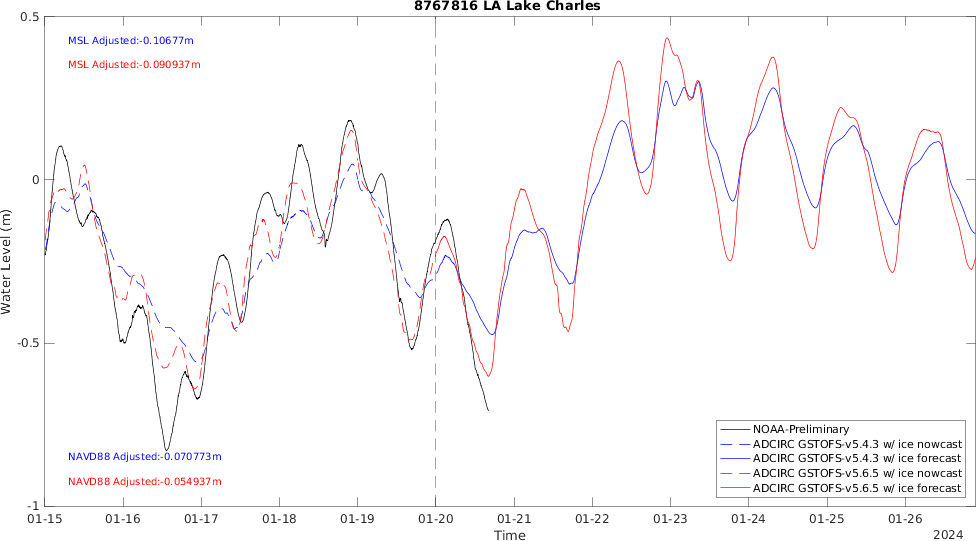 8767816 LA Lake Charles
0.5
MSL Adjusted:-0.10677m
MSL Adjusted:-0.090937m
0
Water Level (m)
-0.5
NOAA-Preliminary
ADCIRC GSTOFS-v5.4.3 w/ ice nowcast
ADCIRC GSTOFS-v5.4.3 w/ ice forecast
ADCIRC GSTOFS-v5.6.5 w/ ice nowcast
ADCIRC GSTOFS-v5.6.5 w/ ice forecast
NAVD88 Adjusted:-0.070773m
NAVD88 Adjusted:-0.054937m
-1
01-15 01-16 01-17 01-18 01-19 01-20 01-21 01-22 01-23 01-24 01-25 01-26
Time
2024